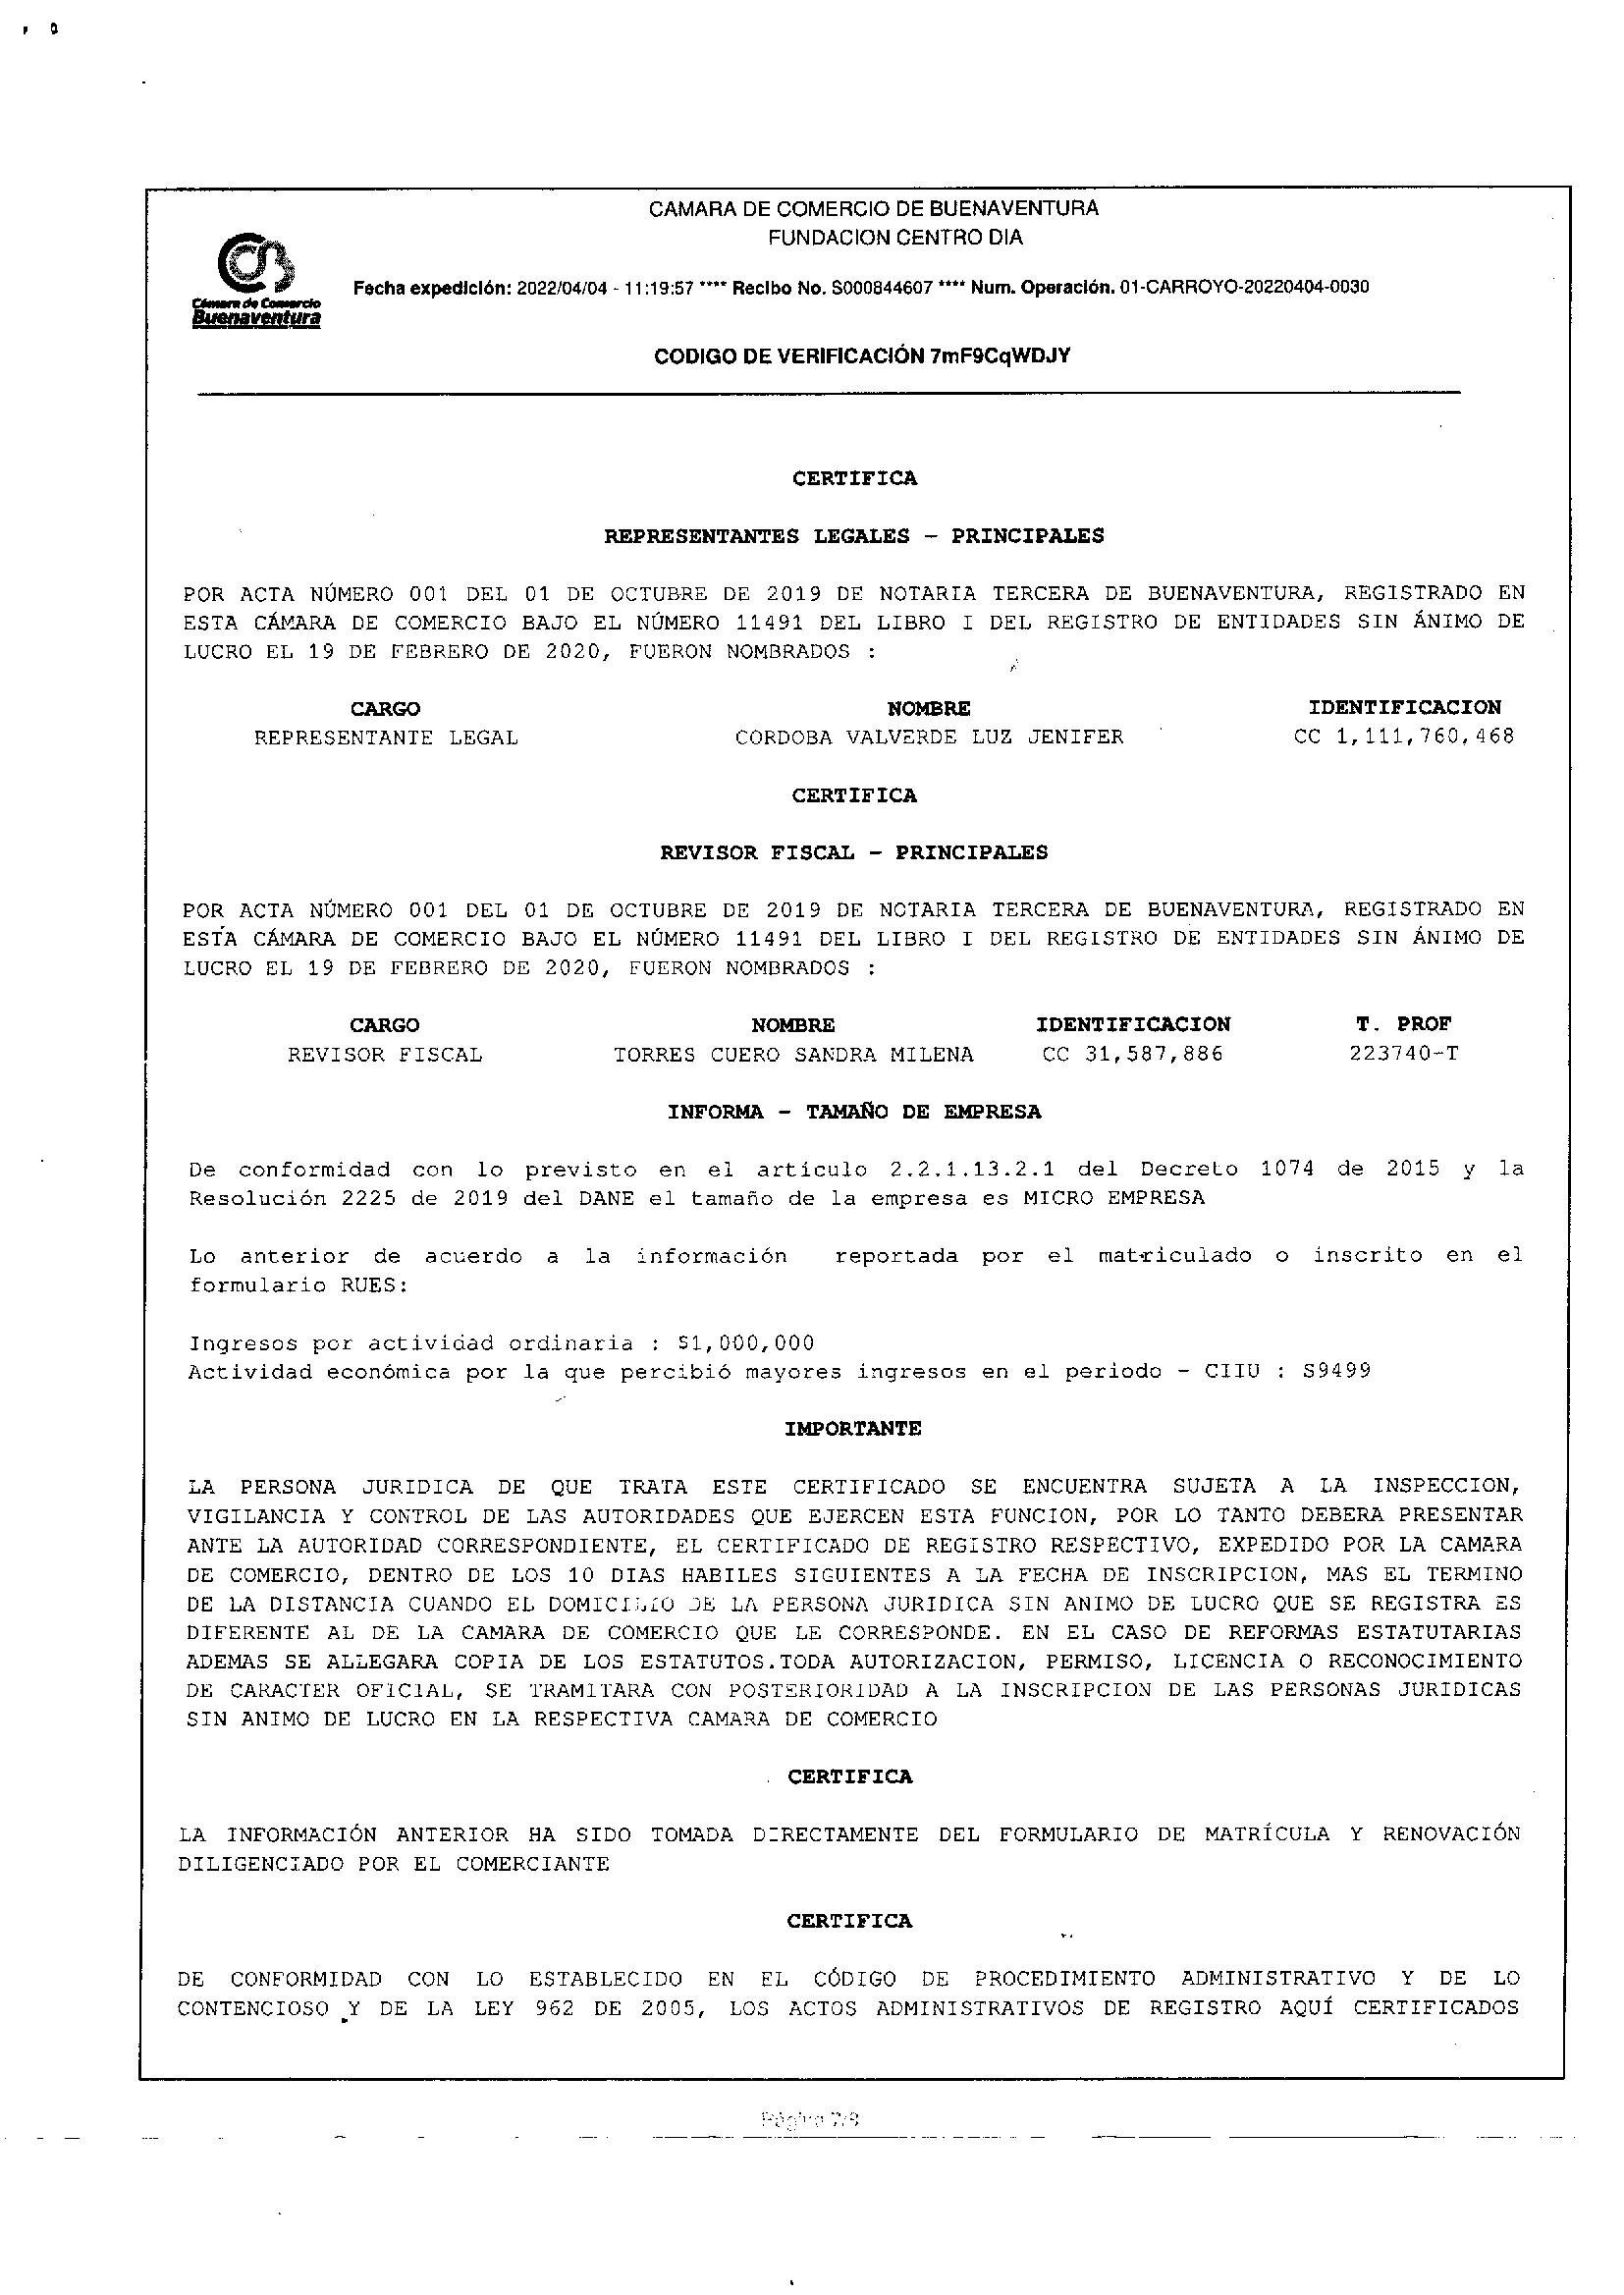 CAMARA DE COMERCIO DE BUENAVENTURA
FUNDACION CENTRO DIA
Cámara de Comercio
Buenaventura
Fecha expedición: 2022/04/04 - 11:19:57 **** Recibo No. S000844607 **** Num. Operación. 01-CARROYO-20220404-0030
CODIGO DE VERIFICACIÓN 7mF9CqWDJY
CERTIFICA
REPRESENTANTES LEGALES - PRINCIPALES
POR ACTA NÚMERO 001 DEL 01 DE OCTUBRE DE 2019 DE NOTARIA TERCERA DE BUENAVENTURA, REGISTRADO EN
ESTA CÁMARA DE COMERCIO BAJO EL NÚMERO 11491 DEL LIBRO I DEL REGISTRO DE ENTIDADES SIN ÁNIMO DE
LUCRO EL 19 DE FEBRERO DE 2020, FUERON NOMBRADOS :
CARGO NOMBRE IDENTIFICACION
REPRESENTANTE LEGAL CORDOBA VALVERDE LUZ JENIFER CC 1,111,760,468
CERTIFICA
REVISOR FISCAL - PRINCIPALES
POR ACTA NÚMERO 001 DEL 01 DE OCTUBRE DE 2019 DE NOTARIA TERCERA DE BUENAVENTURA, REGISTRADO EN
ESTA CÁMARA DE COMERCIO BAJO EL NÚMERO 11491 DEL LIBRO I DEL REGISTRO DE ENTIDADES SIN ÁNIMO DE
LUCRO EL 19 DE FEBRERO DE 2020, FUERON NOMBRADOS :
CARGO NOMBRE IDENTIFICACION T. PROF
REVISOR FISCAL TORRES CUERO SANDRA MILENA CC 31,587,886 223740-T
INFORMA - TAMAÑO DE EMPRESA
De conformidad con lo previsto en el artículo 2.2.1.13.2.1 del Decreto 1074 de 2015 y la
Resolución 2225 de 2019 del DANE el tamaño de la empresa es MICRO EMPRESA
Lo anterior de acuerdo a la información reportada por el matriculado o inscrito en el
formulario RUES:
Ingresos por actividad ordinaria : $1,000,000
Actividad económica por la que percibió mayores ingresos en el periodo - CIIU : S9499
IMPORTANTE
LA PERSONA JURIDICA DE QUE TRATA ESTE CERTIFICADO SE ENCUENTRA SUJETA A LA INSPECCION,
VIGILANCIA Y CONTROL DE LAS AUTORIDADES QUE EJERCEN ESTA FUNCION, POR LO TANTO DEBERA PRESENTAR
ANTE LA AUTORIDAD CORRESPONDIENTE, EL CERTIFICADO DE REGISTRO RESPECTIVO, EXPEDIDO POR LA CAMARA
DE COMERCIO, DENTRO DE LOS 10 DIAS HABILES SIGUIENTES A LA FECHA DE INSCRIPCION, MAS EL TERMINO
DE LA DISTANCIA CUANDO EL DOMICILIO DE LA PERSONA JURIDICA SIN ANIMO DE LUCRO QUE SE REGISTRA ES
DIFERENTE AL DE LA CAMARA DE COMERCIO QUE LE CORRESPONDE. EN EL CASO DE REFORMAS ESTATUTARIAS
ADEMAS SE ALLEGARA COPIA DE LOS ESTATUTOS.TODA AUTORIZACION, PERMISO, LICENCIA O RECONOCIMIENTO
DE CARACTER OFICIAL, SE TRAMITARA CON POSTERIORIDAD A LA INSCRIPCION DE LAS PERSONAS JURIDICAS
SIN ANIMO DE LUCRO EN LA RESPECTIVA CAMARA DE COMERCIO
CERTIFICA
LA INFORMACIÓN ANTERIOR HA SIDO TOMADA DIRECTAMENTE DEL FORMULARIO DE MATRÍCULA Y RENOVACIÓN
DILIGENCIADO POR EL COMERCIANTE
CERTIFICA
DE CONFORMIDAD CON LO ESTABLECIDO EN EL CÓDIGO DE PROCEDIMIENTO ADMINISTRATIVO Y DE LO
CONTENCIOSO Y DE LA LEY 962 DE 2005, LOS ACTOS ADMINISTRATIVOS DE REGISTRO AQUÍ CERTIFICADOS
Página 7/8